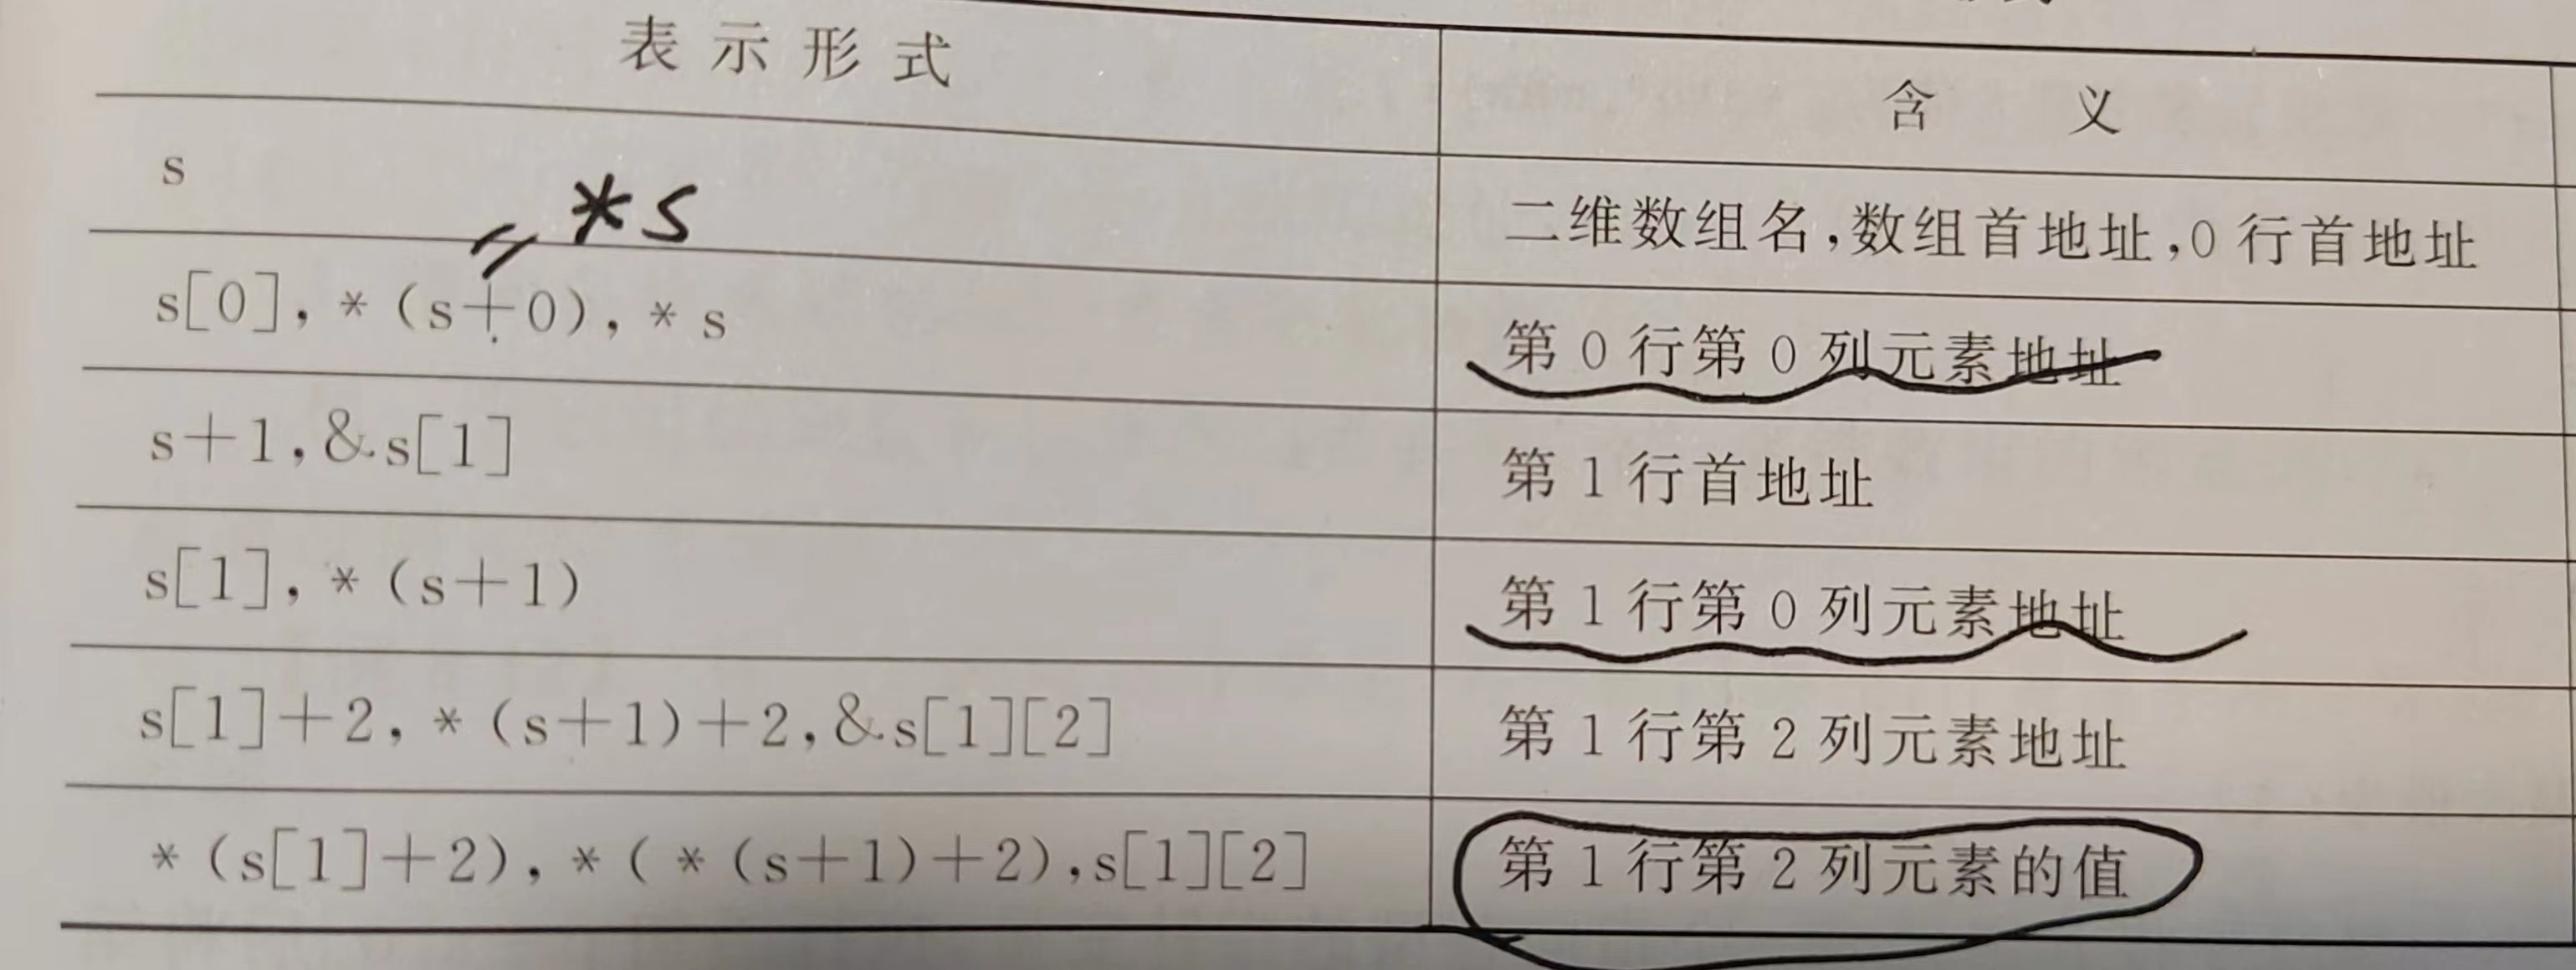 表示形式 含义
s 二维数组名,数组首地址,0行首地址
*s
s[0],*(s+0),*s 第0行第0列元素地址
s+1,&s[1] 第1行首地址
s[1],*(s+1) 第1行第0列元素地址
s[1]+2,*(s+1)+2,&s[1][2] 第1行第2列元素地址
*(s[1]+2),*(*(s+1)+2),s[1][2] 第1行第2列元素的值